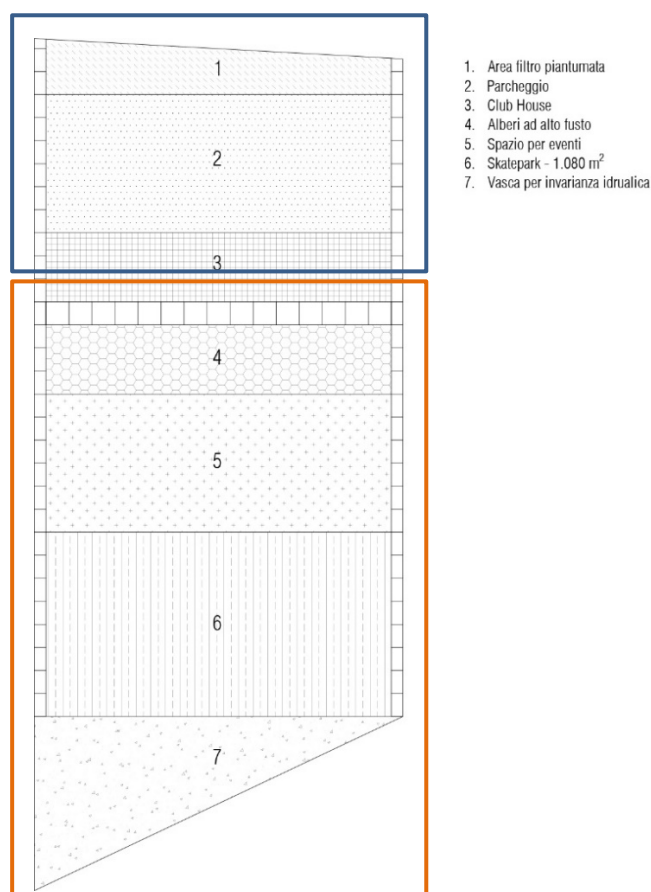 1
2
3
4
5
6
7
1. Area filtro piantumata
2. Parcheggio
3. Club House
4. Alberi ad alto fusto
5. Spazio per eventi
6. Skatepark - 1.080 m²
7. Vasca per invarianza idrualica